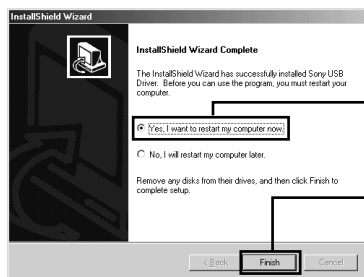 InstallShield Wizard
InstallShield Wizard Complete
The InstallShield Wizard has successfully installed Sony USB
Driver. Before you can use the program, you must restart your
computer.
Yes, I want to restart my computer now.
No, I will restart my computer later.
Remove any disks from their drives, and then click Finish to
complete setup.
< Back Finish Cancel